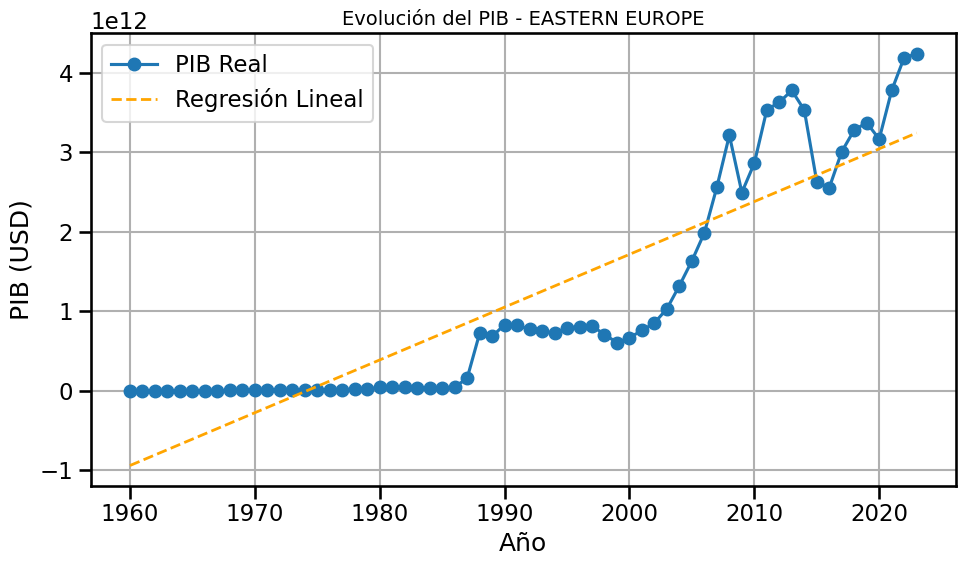 Evolución del PIB - EASTERN EUROPE
1e12
PIB Real
Regresión Lineal
4
3
2
1
0
−1
PIB (USD)
1960 1970 1980 1990 2000 2010 2020
Año